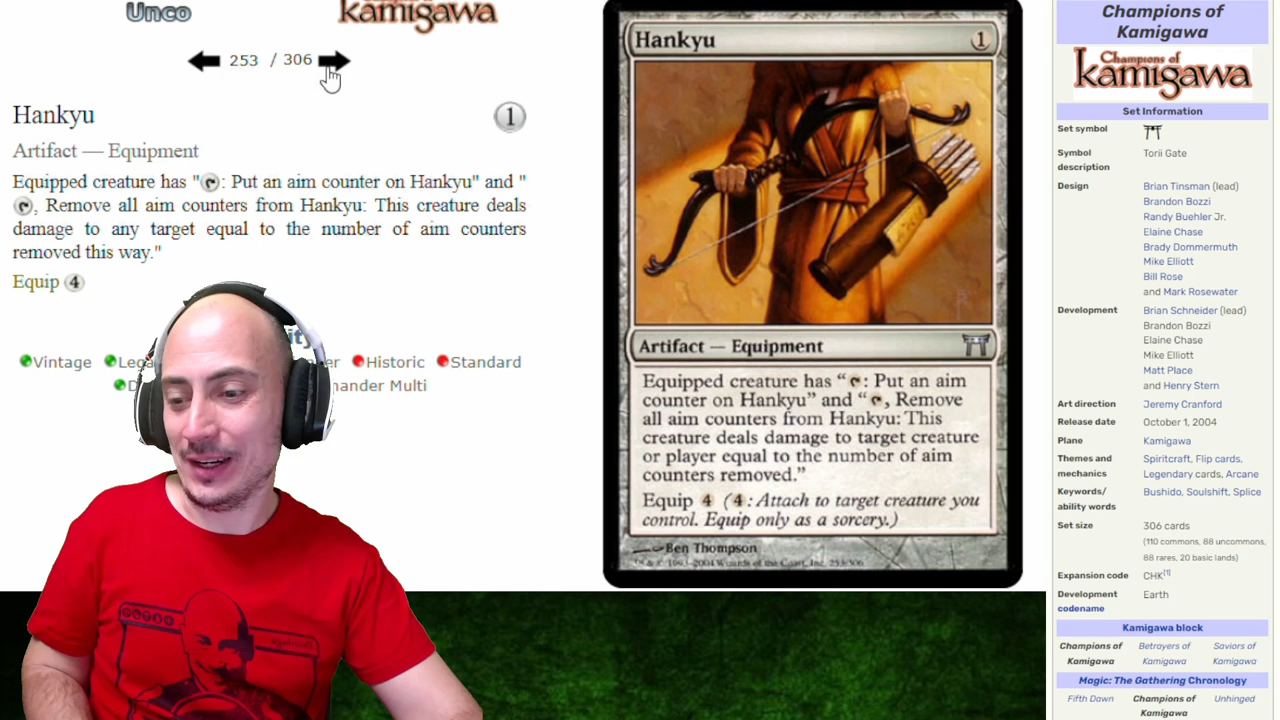 Unco
kamigawa
253 / 306
Hankyu
1
Artifact — Equipment
Equipped creature has ": Put an aim counter on Hankyu" and "
, Remove all aim counters from Hankyu: This creature deals
damage to any target equal to the number of aim counters
removed this way."
Equip 4
Vintage
Historic
Standard
mander Multi
Hankyu
1
Artifact — Equipment
Equipped creature has “: Put an aim
counter on Hankyu” and “, Remove
all aim counters from Hankyu: This
creature deals damage to target creature
or player equal to the number of aim
counters removed.”
Equip 4 (4: Attach to target creature you
control. Equip only as a sorcery.)
Ben Thompson
Champions of
Kamigawa
Champions of
kamigawa
Set Information
Set symbol
Symbol
description
Torii Gate
Design
Brian Tinsman (lead)
Brandon Bozzi
Randy Buehler Jr.
Elaine Chase
Brady Dommermuth
Mike Elliott
Bill Rose
and Mark Rosewater
Development
Brian Schneider (lead)
Brandon Bozzi
Elaine Chase
Mike Elliott
Matt Place
and Henry Stern
Art direction
Jeremy Cranford
Release date
October 1, 2004
Plane
Kamigawa
Themes and
mechanics
Spiritcraft, Flip cards,
Legendary cards, Arcane
Keywords/
ability words
Bushido, Soulshift, Splice
Set size
306 cards
(110 commons, 88 uncommons,
88 rares, 20 basic lands)
Expansion code
CHK[1]
Development
codename
Earth
Kamigawa block
Champions of
Kamigawa
Betrayers of
Kamigawa
Saviors of
Kamigawa
Magic: The Gathering Chronology
Fifth Dawn
Champions of
Kamigawa
Unhinged